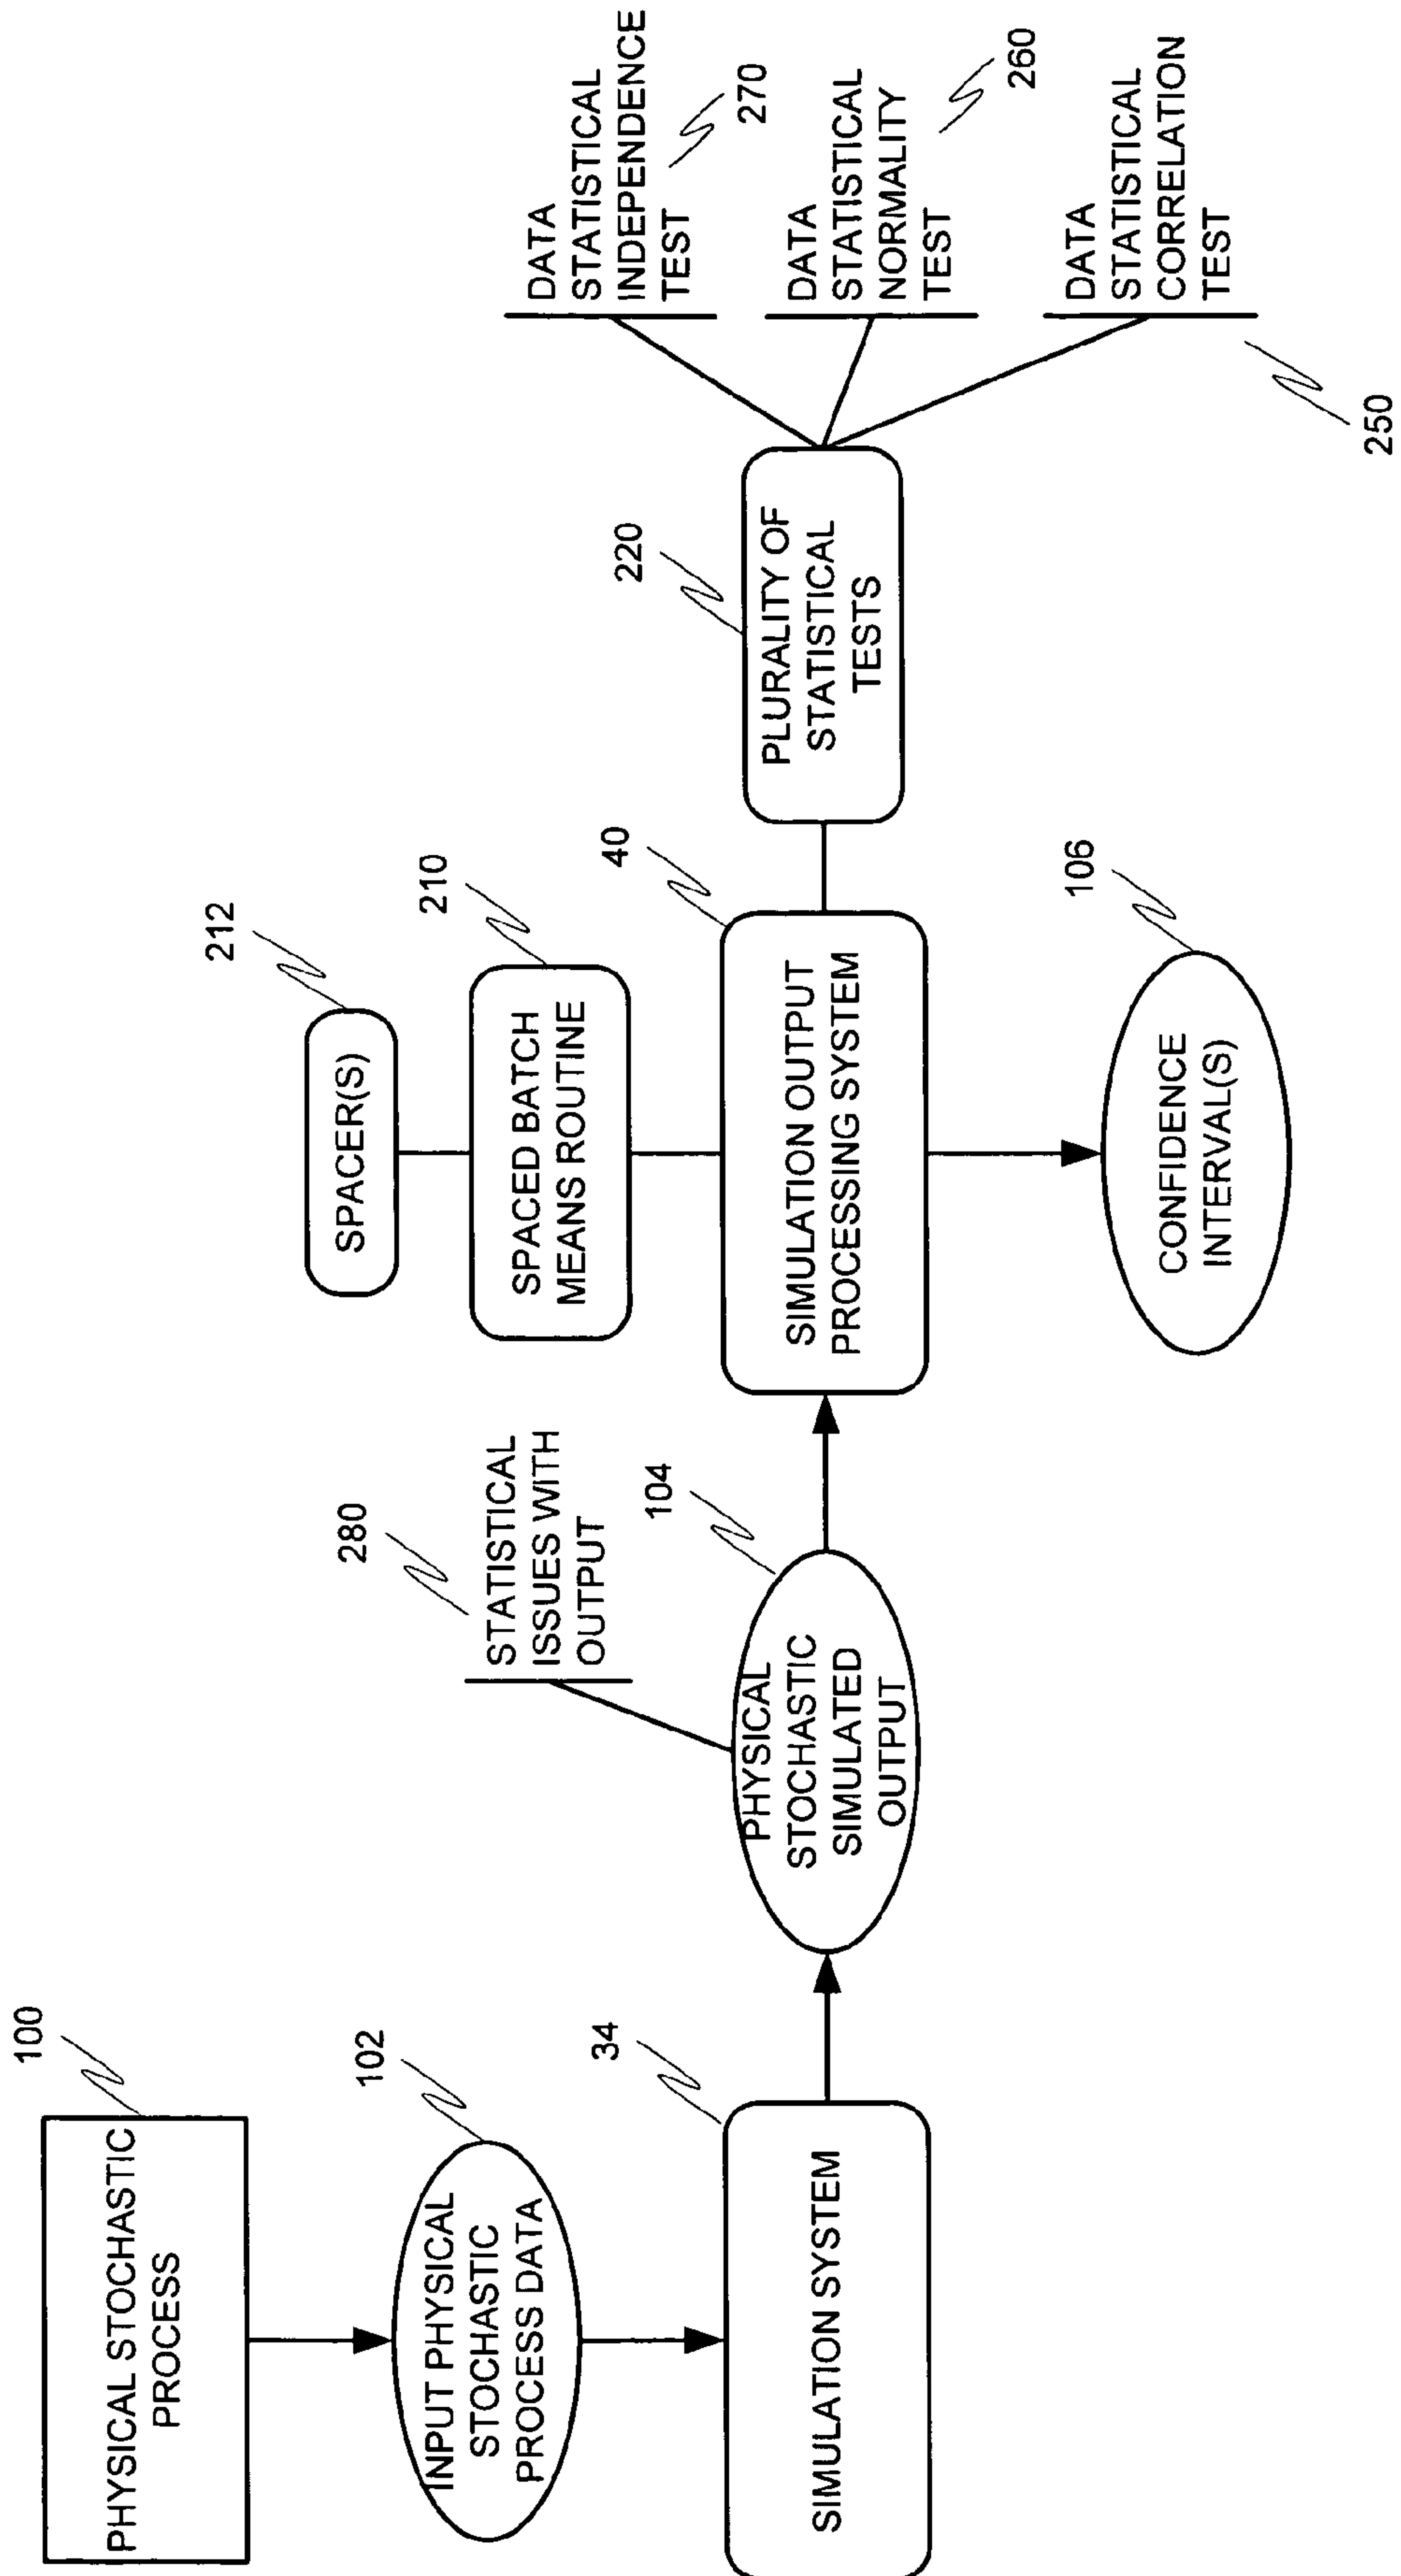 100
PHYSICAL STOCHASTIC
PROCESS
102
INPUT PHYSICAL
STOCHASTIC
PROCESS DATA
34
SIMULATION SYSTEM
280
STATISTICAL
ISSUES WITH
OUTPUT
104
PHYSICAL
STOCHASTIC
SIMULATED
OUTPUT
212
SPACER(S)
210
SPACED BATCH
MEANS ROUTINE
40
SIMULATION OUTPUT
PROCESSING SYSTEM
106
CONFIDENCE
INTERVAL(S)
220
PLURALITY OF
STATISTICAL
TESTS
DATA
STATISTICAL
INDEPENDENCE
TEST
270
DATA
STATISTICAL
NORMALITY
TEST
260
DATA
STATISTICAL
CORRELATION
TEST
250